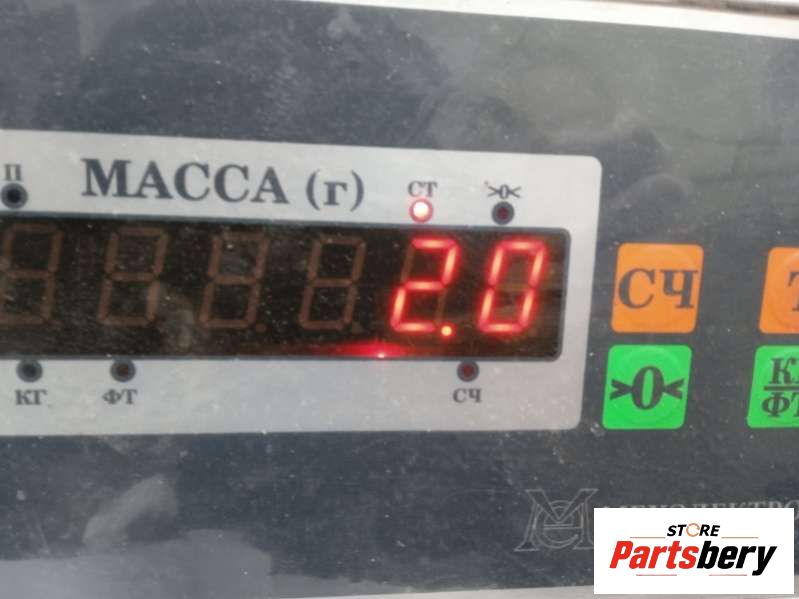 П
МАССА (г)
СТ
>0<
2.0
КГ
ФТ
СЧ
СЧ
>0<
STORE
Partsbery